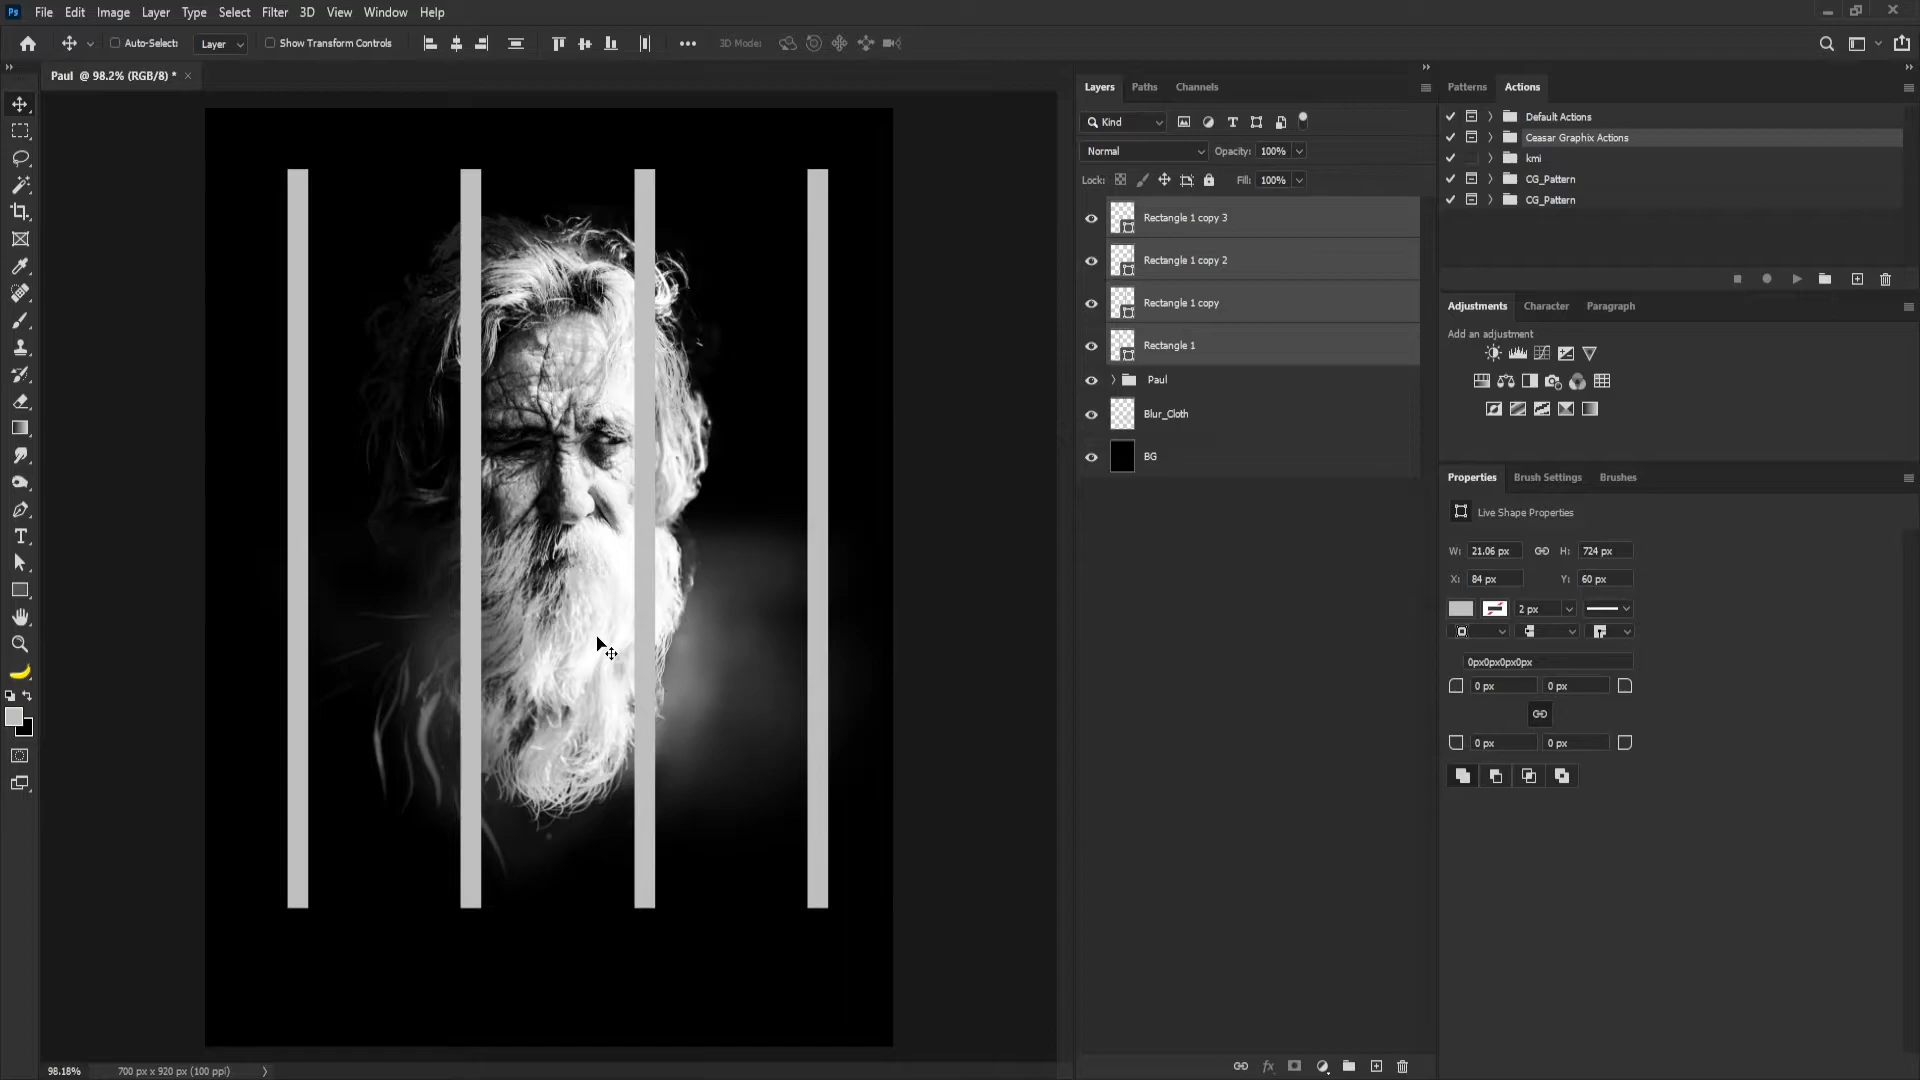 Ps File Edit Image Layer Type Select Filter 3D View Window Help
Auto-Select: Layer Show Transform Controls 3D Mode:
Paul @ 98.2% (RGB/8) *
Layers Paths Channels
Kind
Normal Opacity: 100%
Lock: Fill: 100%
Rectangle 1 copy 3
Rectangle 1 copy 2
Rectangle 1 copy
Rectangle 1
Paul
Blur_Cloth
BG
Patterns Actions
Default Actions
Ceasar Graphix Actions
kmi
CG_Pattern
CG_Pattern
Adjustments Character Paragraph
Add an adjustment
Properties Brush Settings Brushes
Live Shape Properties
W: 21.06 px H: 724 px
X: 84 px Y: 60 px
2 px
0px0px0px0px
0 px 0 px
0 px 0 px
98.18% 700 px x 920 px (100 ppi)